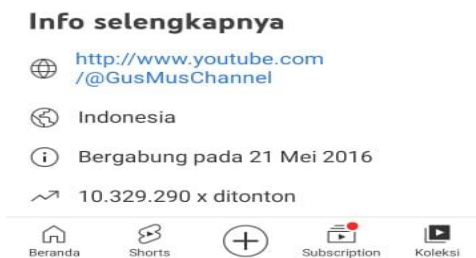 Info selengkapnya
http://www.youtube.com
/@GusMusChannel
Indonesia
Bergabung pada 21 Mei 2016
10.329.290 x ditonton
Beranda
Shorts
Subscription
Koleksi